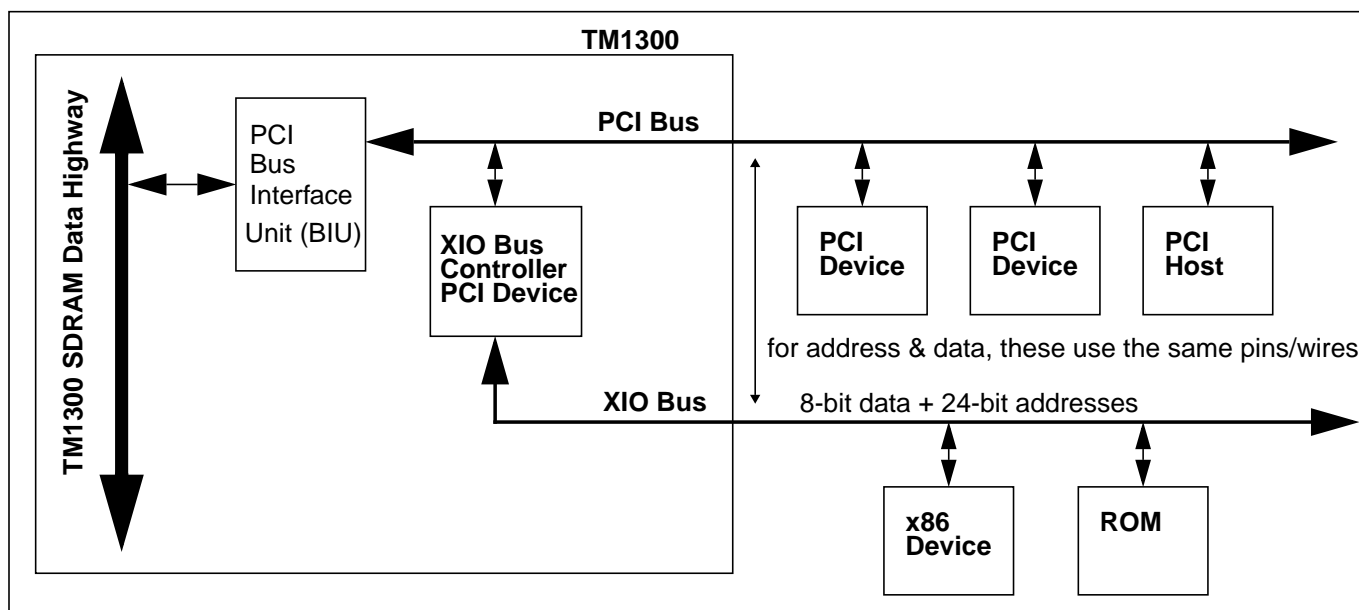 TM1300
TM1300 SDRAM Data Highway
PCI
Bus
Interface
Unit (BIU)
PCI Bus
XIO Bus
Controller
PCI Device
PCI
Device
PCI
Device
PCI
Host
for address & data, these use the same pins/wires
XIO Bus
8-bit data + 24-bit addresses
x86
Device
ROM